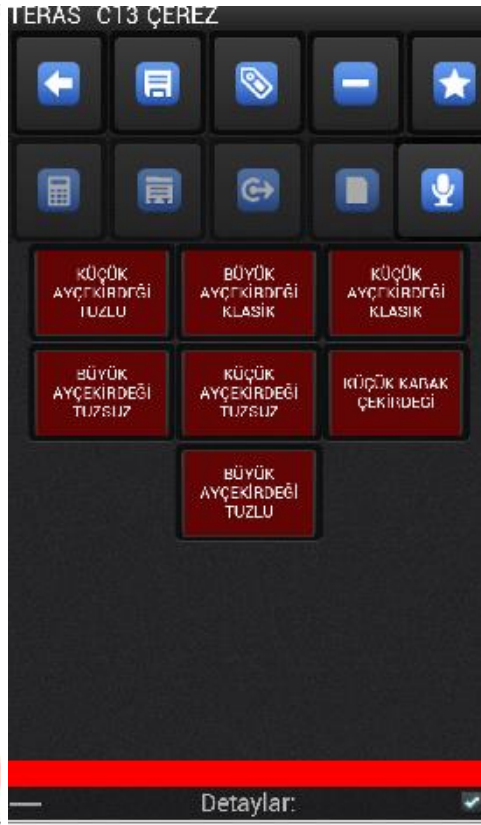 TERAS C13 ÇEREZ
KÜÇÜK
AYÇEKİRDEĞİ
TUZLU
BÜYÜK
AYÇEKİRDEĞİ
KLASİK
KÜÇÜK
AYÇEKİRDEĞİ
KLASİK
BÜYÜK
AYÇEKİRDEĞİ
TUZSUZ
KÜÇÜK
AYÇEKİRDEĞİ
TUZSUZ
KÜÇÜK KABAK
ÇEKİRDEĞİ
BÜYÜK
AYÇEKİRDEĞİ
TUZLU
Detaylar: